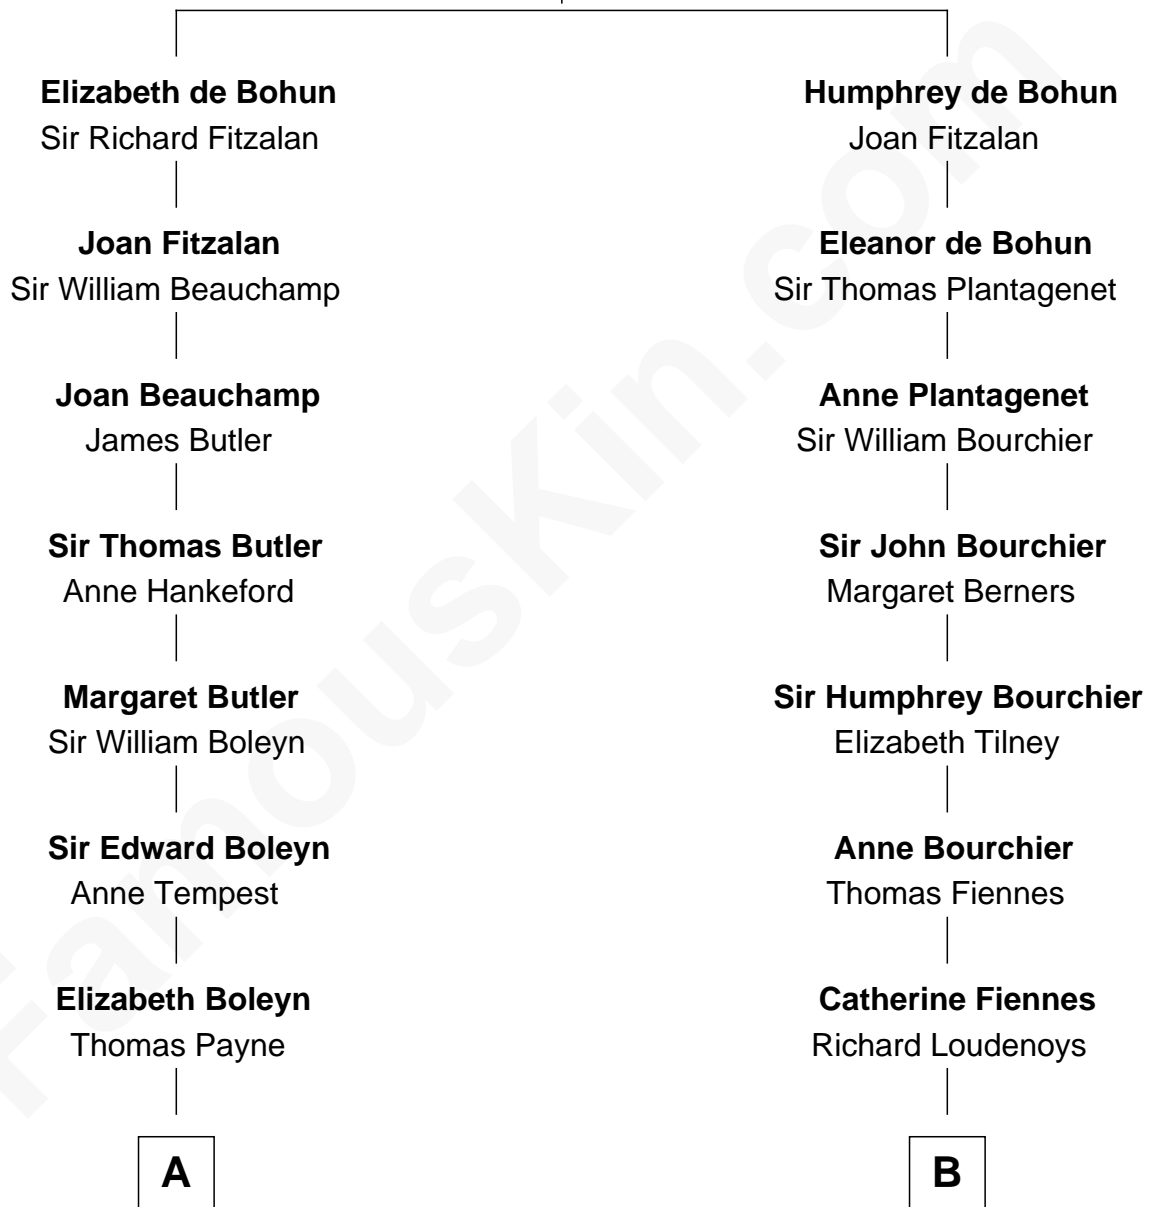 Elizabeth de Bohun
Sir Richard Fitzalan
Joan Fitzalan
Sir William Beauchamp
Joan Beauchamp
James Butler
Sir Thomas Butler
Anne Hankeford
Margaret Butler
Sir William Boleyn
Sir Edward Boleyn
Anne Tempest
Elizabeth Boleyn
Thomas Payne
A
Humphrey de Bohun
Joan Fitzalan
Eleanor de Bohun
Sir Thomas Plantagenet
Anne Plantagenet
Sir William Bourchier
Sir John Bourchier
Margaret Berners
Sir Humphrey Bourchier
Elizabeth Tilney
Anne Bourchier
Thomas Fiennes
Catherine Fiennes
Richard Loudenoys
B
FamousKin.com